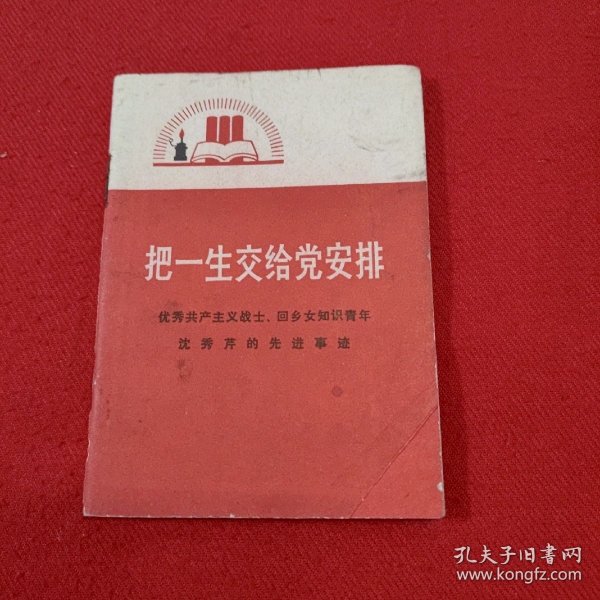 把一生交给党安排
优秀共产主义战士、回乡女知识青年
沈秀芹的先进事迹
孔夫子旧书网
www.kongfz.com